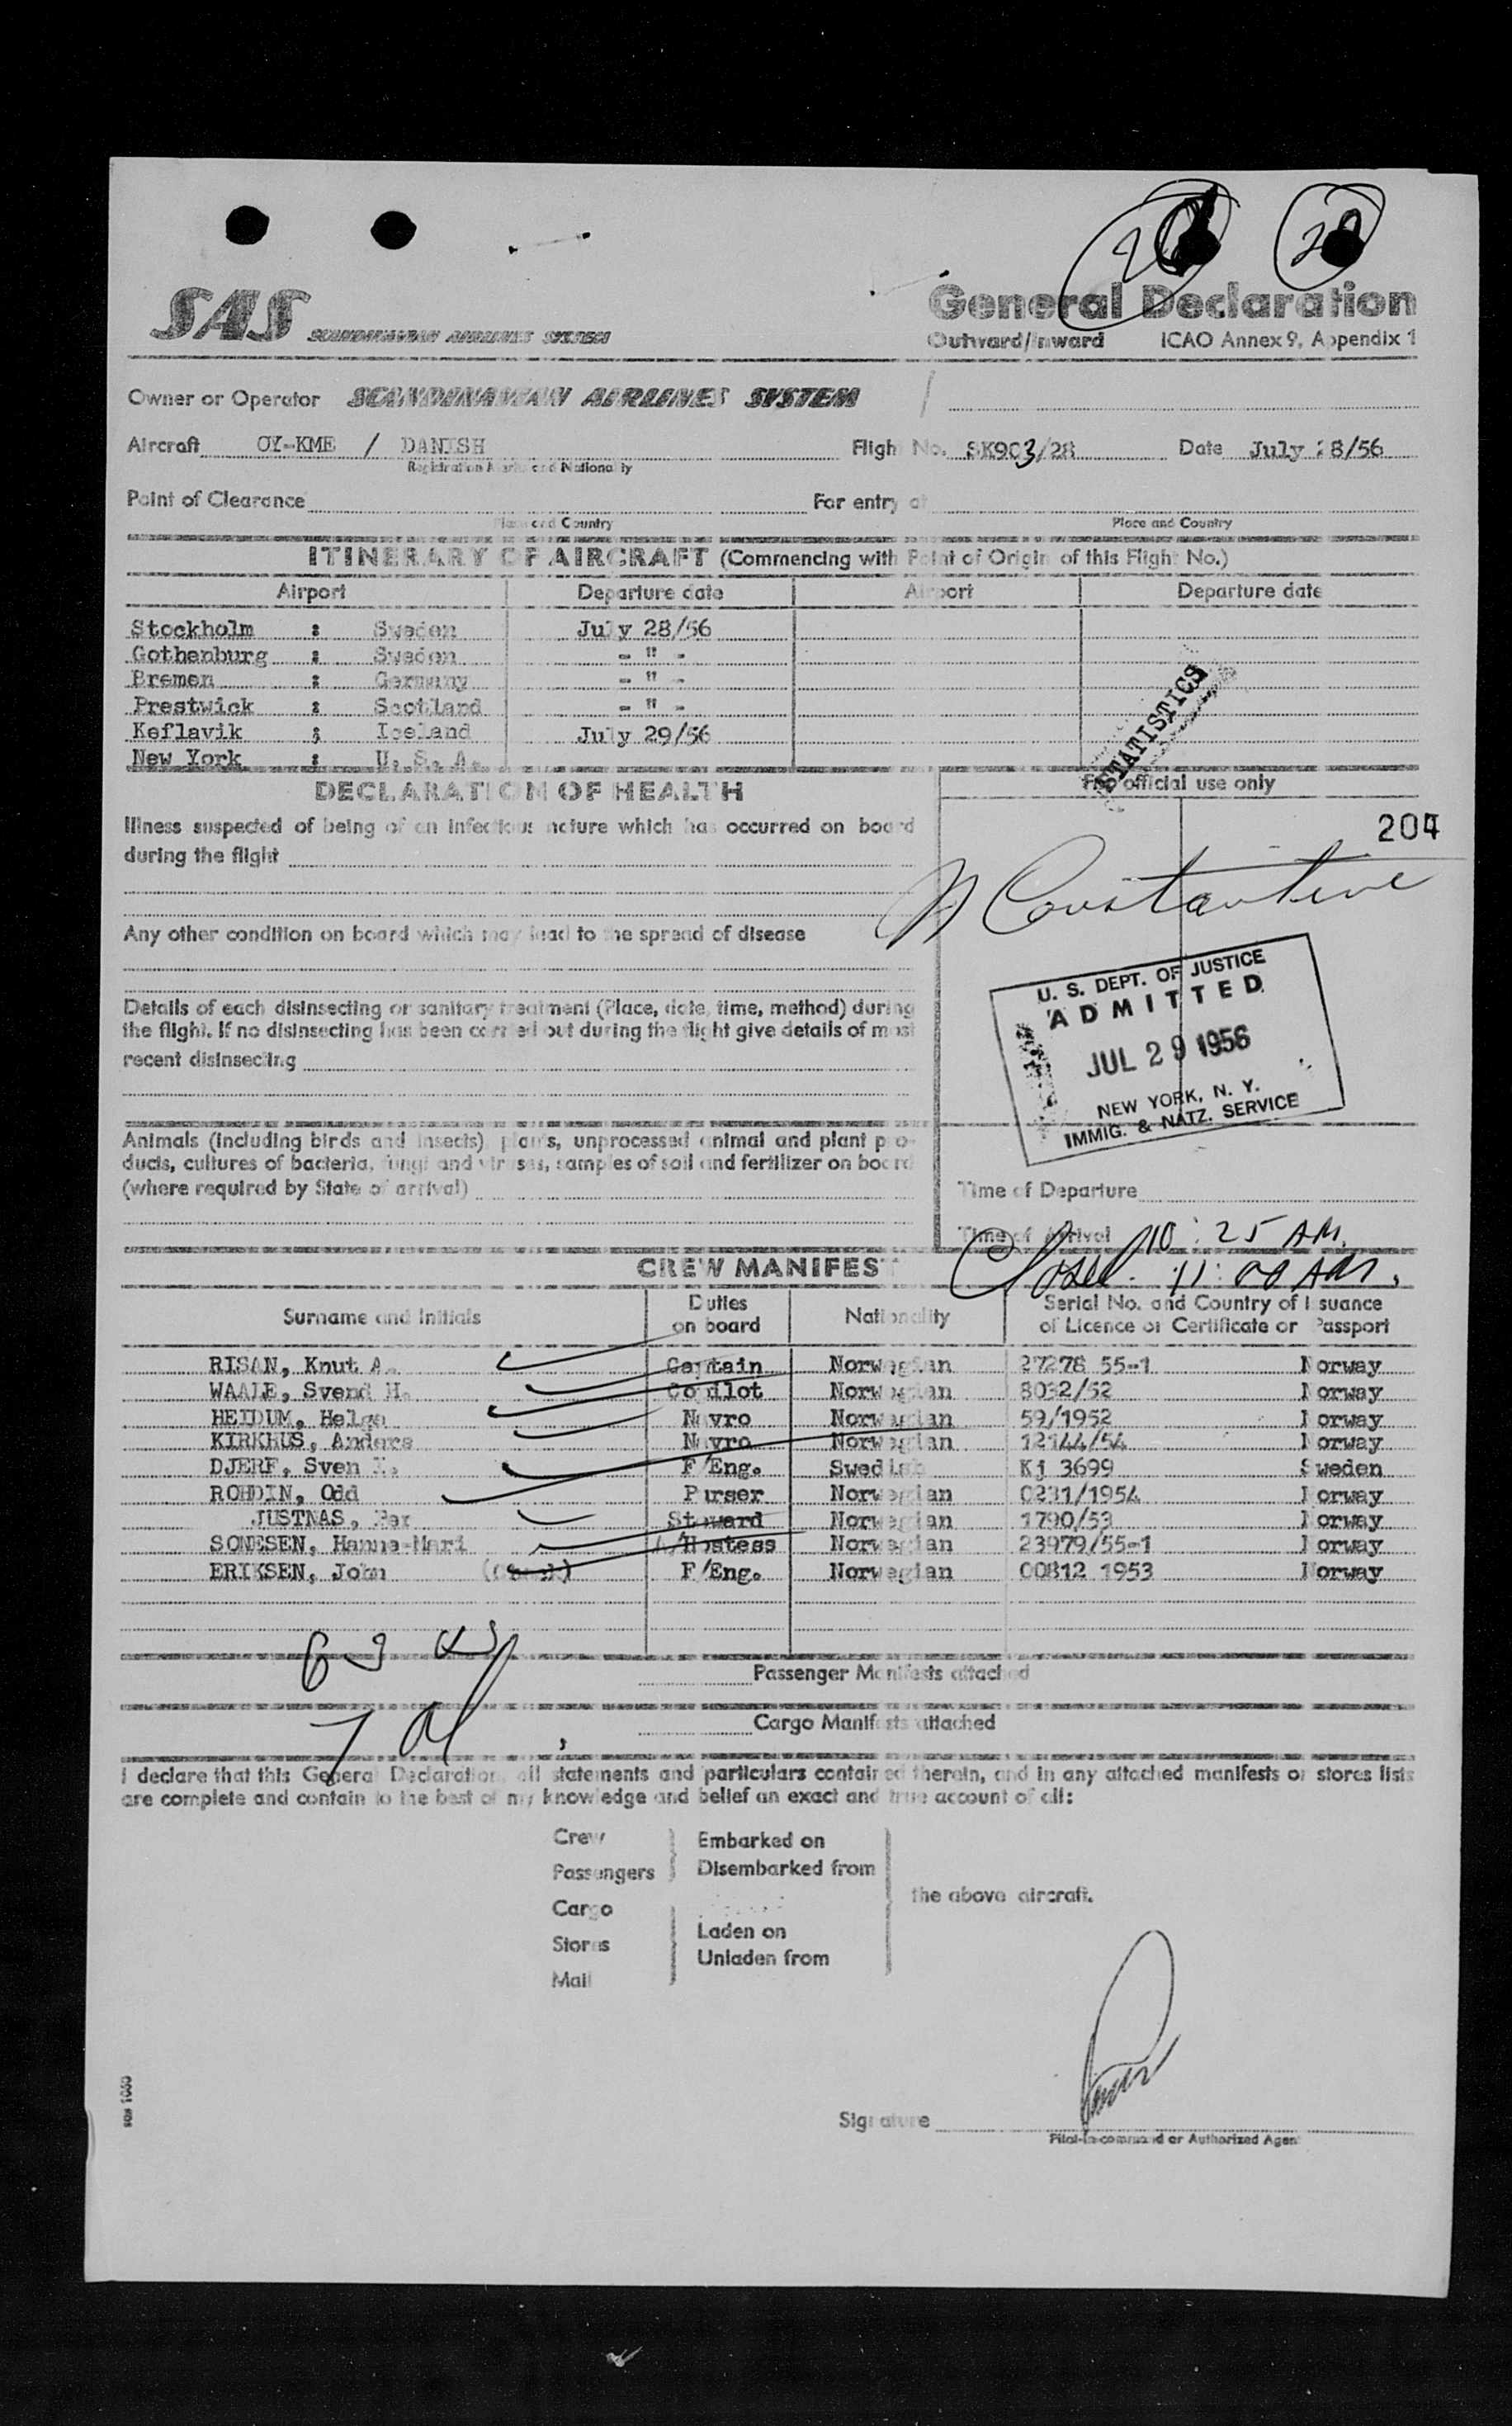 SAS SCANDINAVIAN AIRLINES SYSTEM
General Declaration
Outward/Inward ICAO Annex 9, Appendix 1
Owner or Operator SCANDINAVIAN AIRLINES SYSTEM
Aircraft OY-KME / DANISH Flight No. SK903/28 Date July 28/56
Registration Marks and Nationality
Point of Clearance For entry at
Place and Country Place and Country
ITINERARY OF AIRCRAFT (Commencing with Point of Origin of this Flight No.)
Airport Departure date Airport Departure date
Stockholm : Sweden July 28/56
Gothenburg : Sweden - " -
Bremen : Germany - " -
Prestwick : Scotland - " -
Keflavik : Iceland July 29/56
New York : U. S. A.
STATISTICS
DECLARATION OF HEALTH
For official use only
204
Illness suspected of being of an infectious nature which has occurred on board
during the flight
N Constantine
Any other condition on board which may lead to the spread of disease
U. S. DEPT. OF JUSTICE
ADMITTED
JUL 29 1956
NEW YORK, N. Y.
IMMIG. & NATZ. SERVICE
Details of each disinsecting or sanitary treatment (Place, date, time, method) during
the flight. If no disinsecting has been carried out during the flight give details of most
recent disinsecting
Animals (including birds and insects) plants, unprocessed animal and plant pro-
ducts, cultures of bacteria, fungi and viruses, samples of soil and fertilizer on board
(where required by State of arrival)
Time of Departure
Time of Arrival 10:25 AM.
Closed 11:00 AM.
CREW MANIFEST
Surname and Initials Duties on board Nationality Serial No. and Country of Issuance of Licence or Certificate or Passport
RISAN, Knut A. Captain Norwegian 27278 55-1 Norway
WAALE, Svend H. Copilot Norwegian 8032/52 Norway
HEIDUM, Helge Navro Norwegian 59/1952 Norway
KIRKHUS, Anders Navro Norwegian 12144/54 Norway
DJERF, Sven F/Eng. Swedish Kj 3699 Sweden
ROHDIN, Odd Purser Norwegian 0231/1954 Norway
JUSTNAS, Per Steward Norwegian 1790/53 Norway
SONESEN, Hanne-Mari A/Hostess Norwegian 23979/55-1 Norway
ERIKSEN, John F/Eng. Norwegian 00812 1953 Norway
Passenger Manifests attached
Cargo Manifests attached
I declare that this General Declaration, all statements and particulars contained therein, and in any attached manifests or stores lists
are complete and contain to the best of my knowledge and belief an exact and true account of all:
Crew
Passengers
Embarked on
Disembarked from
Cargo
Stores
Mail
Laden on
Unladen from
the above aircraft.
Signature
Pilot-in-command or Authorized Agent
sas 1000